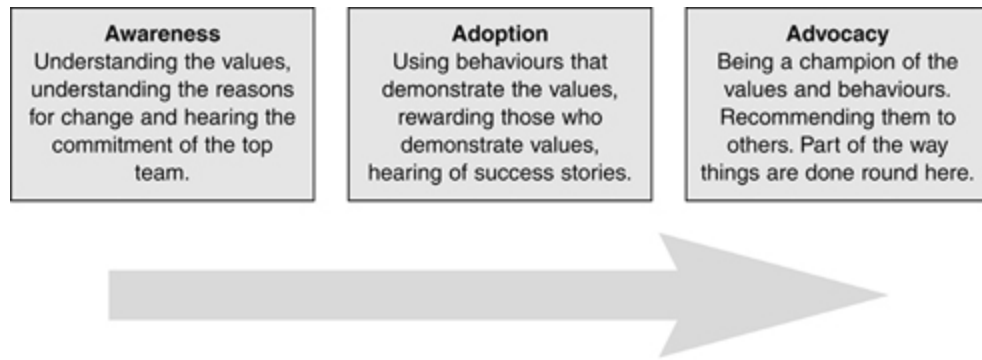 Awareness
Understanding the values,
understanding the reasons
for change and hearing the
commitment of the top
team.
Adoption
Using behaviours that
demonstrate the values,
rewarding those who
demonstrate values,
hearing of success stories.
Advocacy
Being a champion of the
values and behaviours.
Recommending them to
others. Part of the way
things are done round here.